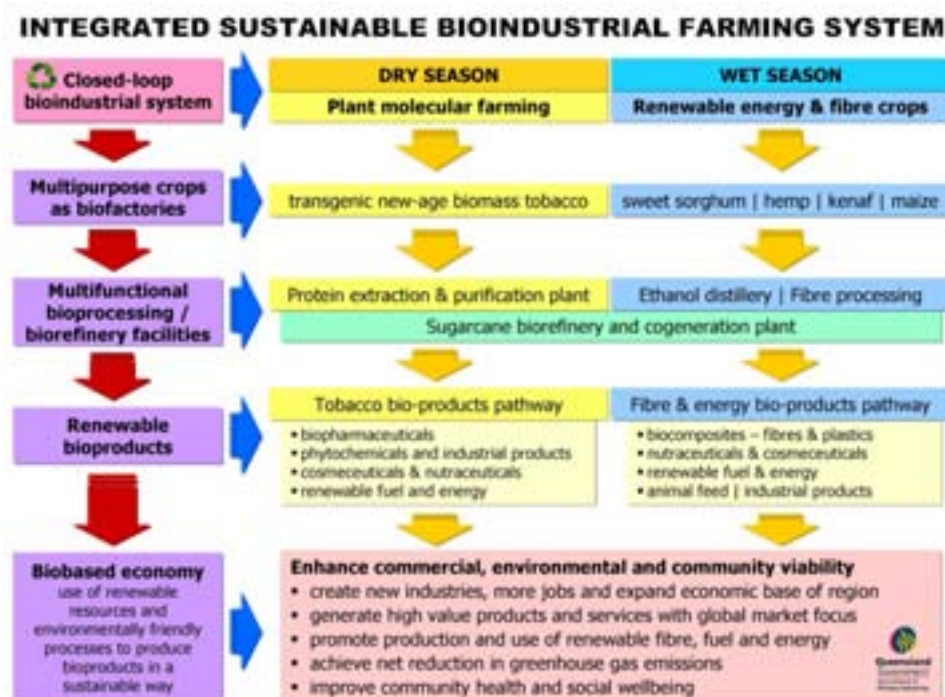 INTEGRATED SUSTAINABLE BIOINDUSTRIAL FARMING SYSTEM
Closed-loop
bioindustrial system
DRY SEASON
Plant molecular farming
WET SEASON
Renewable energy & fibre crops
Multipurpose crops
as biofactories
transgenic new-age biomass tobacco
sweet sorghum | hemp | kenaf | maize
Multifunctional
bioprocessing /
biorefinery facilities
Protein extraction & purification plant
Ethanol distillery | Fibre processing
Sugarcane biorefinery and cogeneration plant
Renewable
bioproducts
Tobacco bio-products pathway
• biopharmaceuticals
• phytochemicals and industrial products
• cosmeceuticals & nutraceuticals
• renewable fuel and energy
Fibre & energy bio-products pathway
• biocomposites – fibres & plastics
• nutraceuticals & cosmeceuticals
• renewable fuel & energy
• animal feed | industrial products
Biobased economy
use of renewable
resources and
environmentally friendly
processes to produce
bioproducts in a
sustainable way
Enhance commercial, environmental and community viability
• create new industries, more jobs and expand economic base of region
• generate high value products and services with global market focus
• promote production and use of renewable fibre, fuel and energy
• achieve net reduction in greenhouse gas emissions
• improve community health and social wellbeing
Queensland